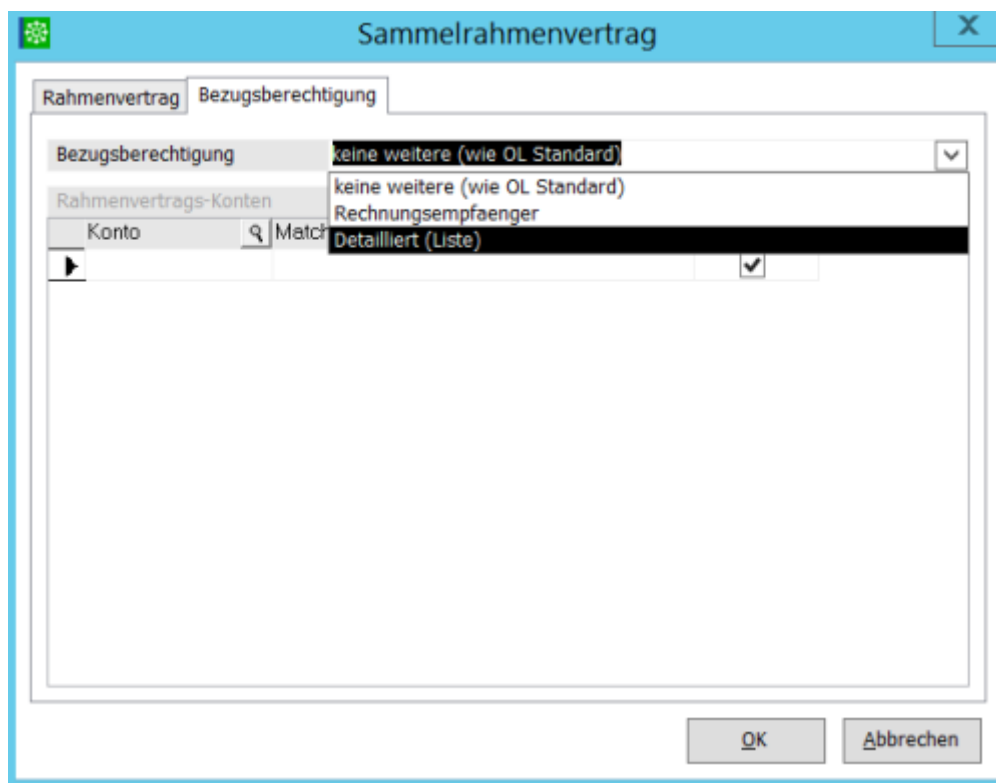 Sammelrahmenvertrag
Rahmenvertrag Bezugsberechtigung
Bezugsberechtigung keine weitere (wie OL Standard)
keine weitere (wie OL Standard)
Rahmenvertrags-Konten
Rechnungsempfaenger
Konto Match
Detailliert (Liste)
OK Abbrechen